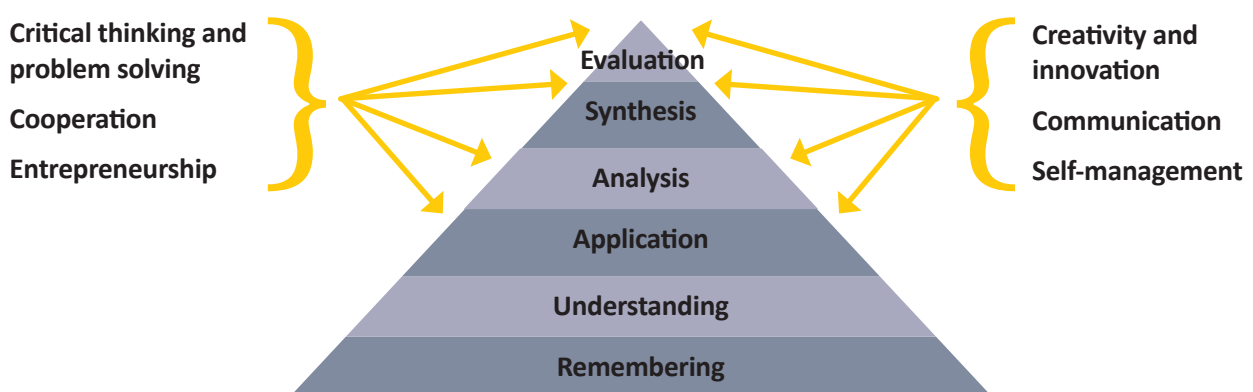 Critical thinking and
problem solving
Cooperation
Entrepreneurship
Evaluation
Synthesis
Analysis
Application
Understanding
Remembering
Creativity and
innovation
Communication
Self-management